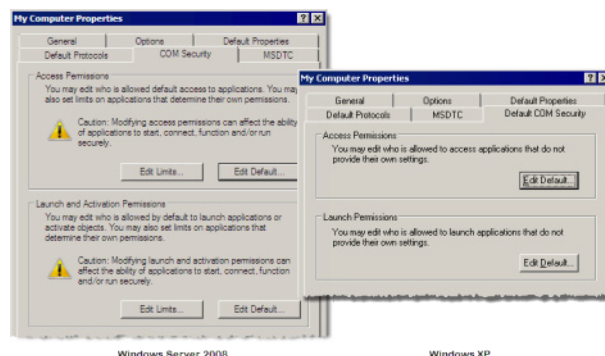 My Computer Properties
General Options Default Properties
Default Protocols COM Security MSDTC
Access Permissions
You may edit who is allowed default access to applications. You may
also set limits on applications that determine their own permissions.
Caution: Modifying access permissions can affect the ability
of applications to start, connect, function and/or run
securely.
Edit Limits... Edit Default...
Launch and Activation Permissions
You may edit who is allowed by default to launch applications or
activate objects. You may also set limits on applications that
determine their own permissions.
Caution: Modifying launch and activation permissions can
affect the ability of applications to start, connect, function
and/or run securely.
Edit Limits... Edit Default...
Windows Server 2008
My Computer Properties
General Options Default Properties
Default Protocols MSDTC Default COM Security
Access Permissions
You may edit who is allowed to access applications that do not
provide their own settings.
Edit Default...
Launch Permissions
You may edit who is allowed to launch applications that do not
provide their own settings.
Edit Default...
Windows XP